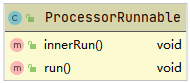 C ProcessorRunnable
m innerRun() void
m run() void